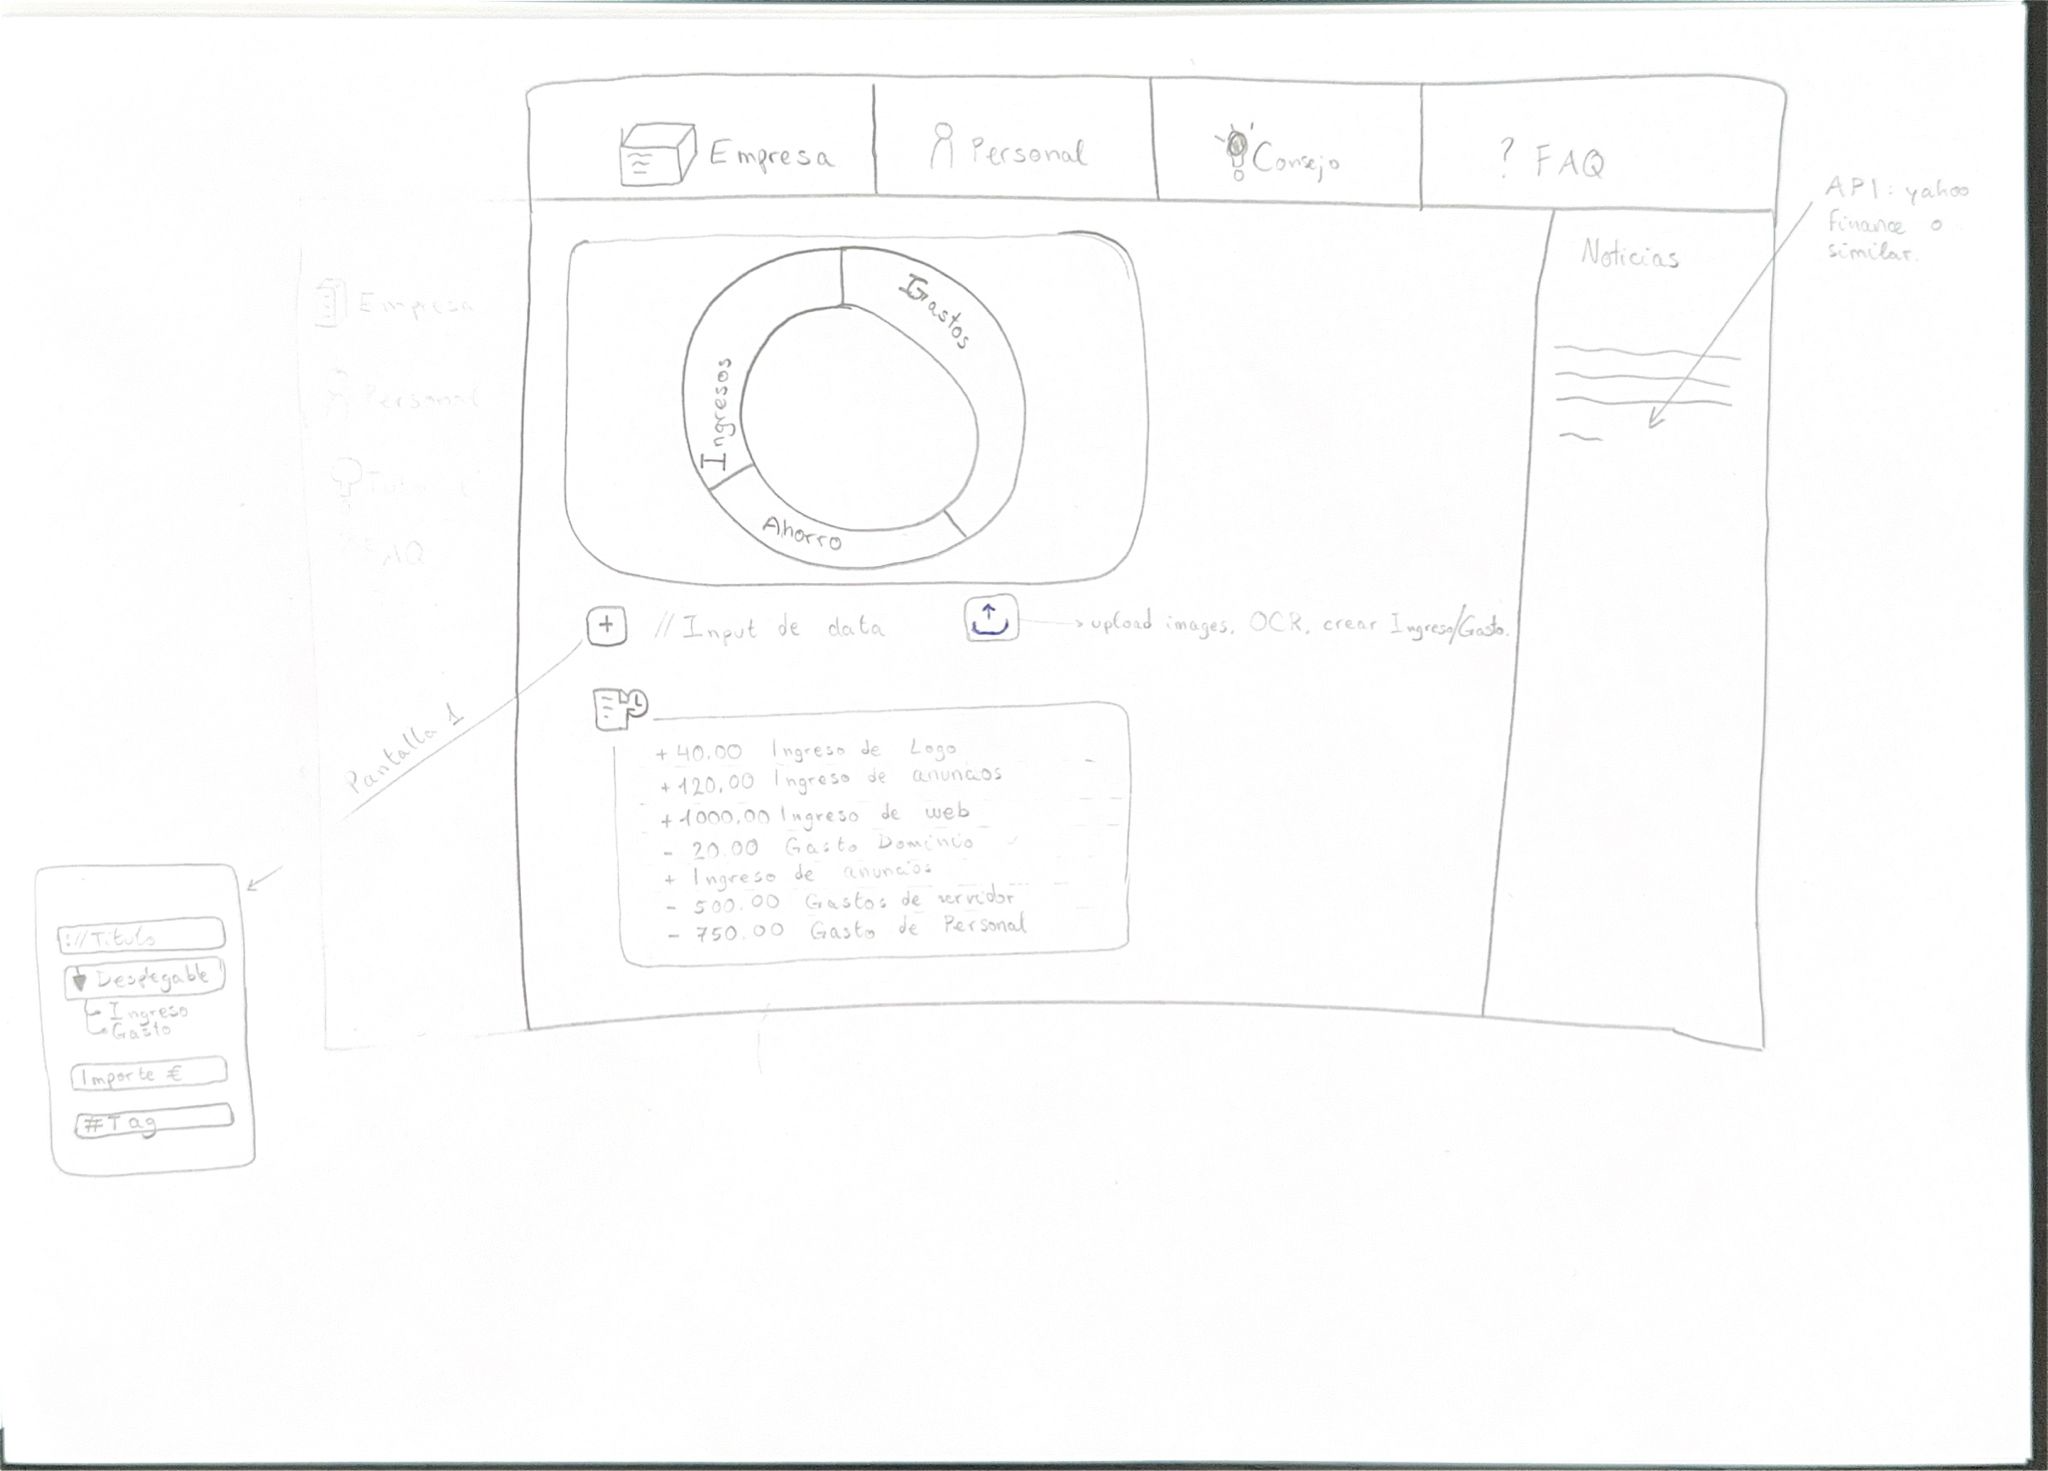 Empresa
Personal
Consejo
? FAQ
API: yahoo
finance o
similar.
Noticias
Empresa
Personal
FAQ
Gastos
Ingresos
Ahorro
+ // Input de data
upload images, OCR, crear Ingreso/Gasto.
Pantalla 1
+ 40.00 Ingreso de Logo
+ 120,00 Ingreso de anuncios
+ 1000,00 Ingreso de web
- 20.00 Gasto Dominio
+ Ingreso de anuncios
- 500.00 Gastos de servidor
- 750.00 Gasto de Personal
:// Titulo
Desplegable
Ingreso
Gasto
Importe €
# Tag